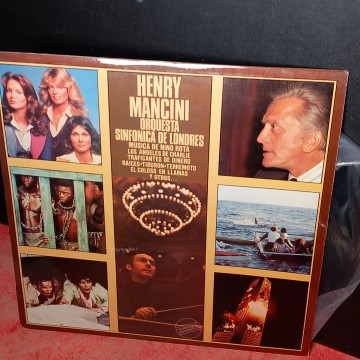 HENRY
MANCINI
ORQUESTA
SINFONICA DE LONDRES
MUSICA DE NINO ROTA
LOS ANGELES DE CHARLIE
TRAFICANTES DE DINERO
RAICES•TIBURON•TERREMOTO
EL COLOSO EN LLAMAS
Y OTROS